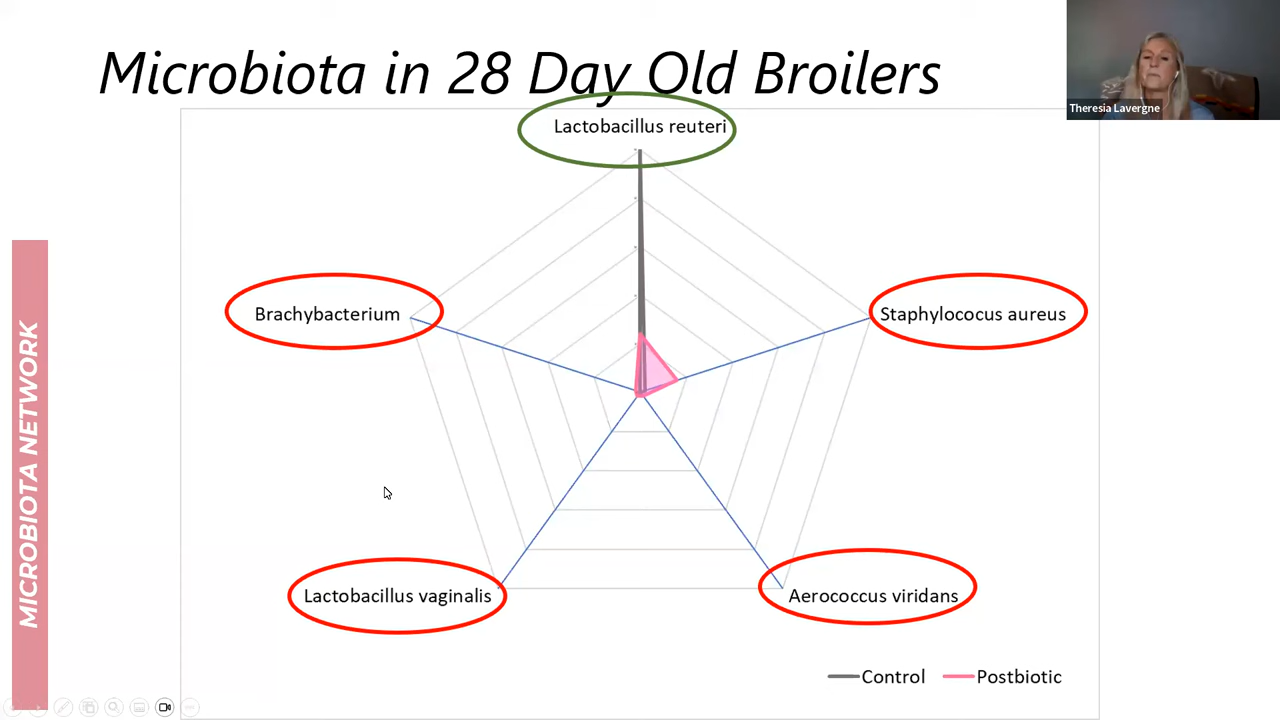 Microbiota in 28 Day Old Broilers
Theresia Lavergne
Lactobacillus reuteri
Brachybacterium
Staphylococus aureus
MICROBIOTA NETWORK
Lactobacillus vaginalis
Aerococcus viridans
Control
Postbiotic